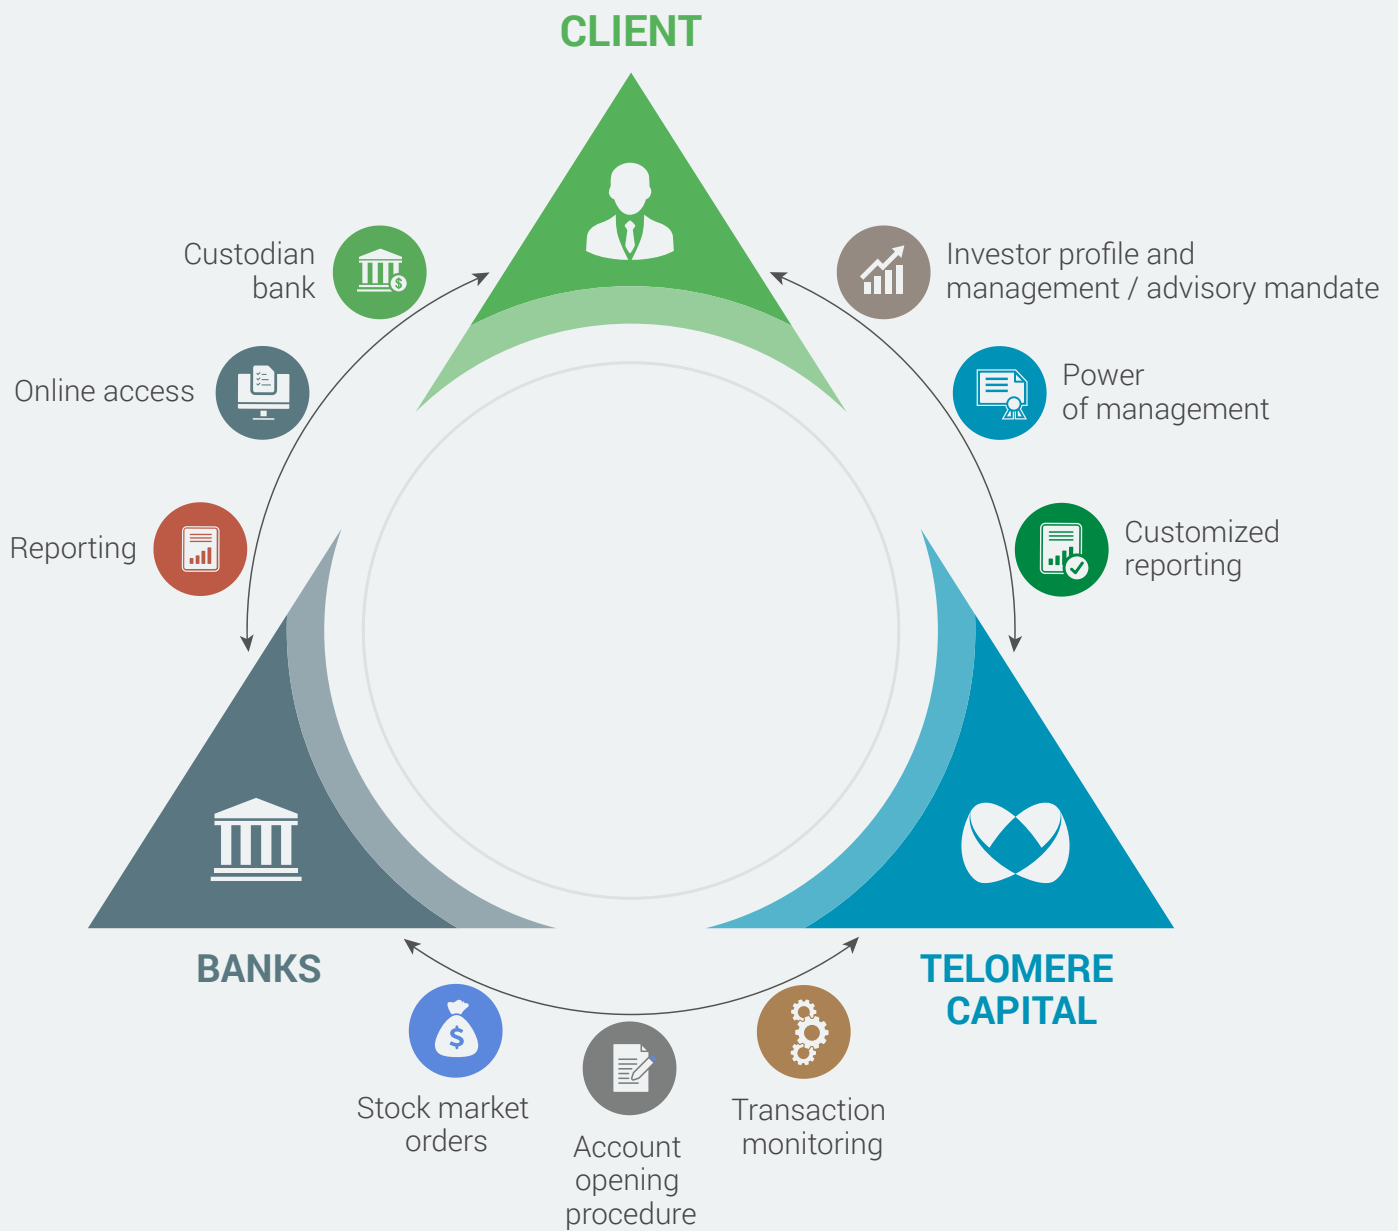 CLIENT
Custodian
bank
Investor profile and
management / advisory mandate
Online access
Power
of management
Reporting
Customized
reporting
BANKS
TELOMERE
CAPITAL
Stock market
orders
Account
opening
procedure
Transaction
monitoring